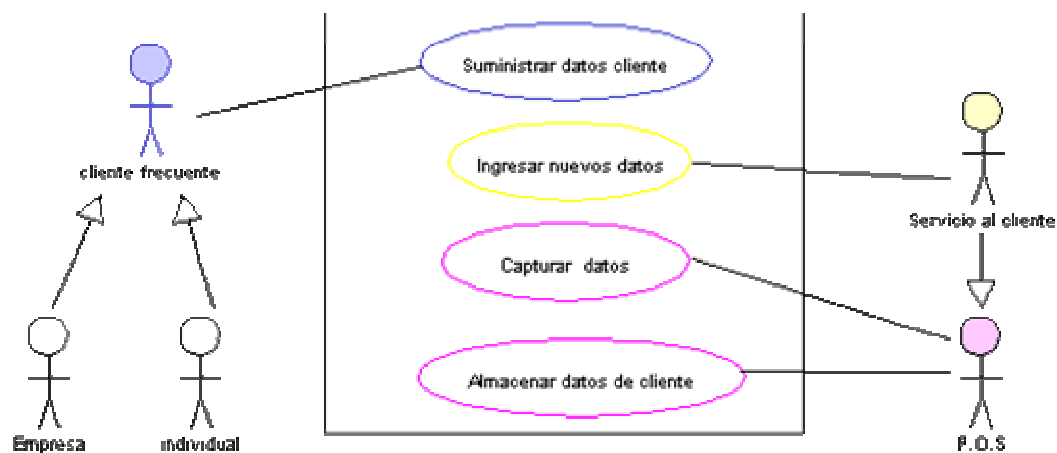 Suministrar datos cliente
cliente frecuente
Ingresar nuevos datos
Servicio al cliente
Capturar datos
Almacenar datos de cliente
Empresa
individual
P.O.S